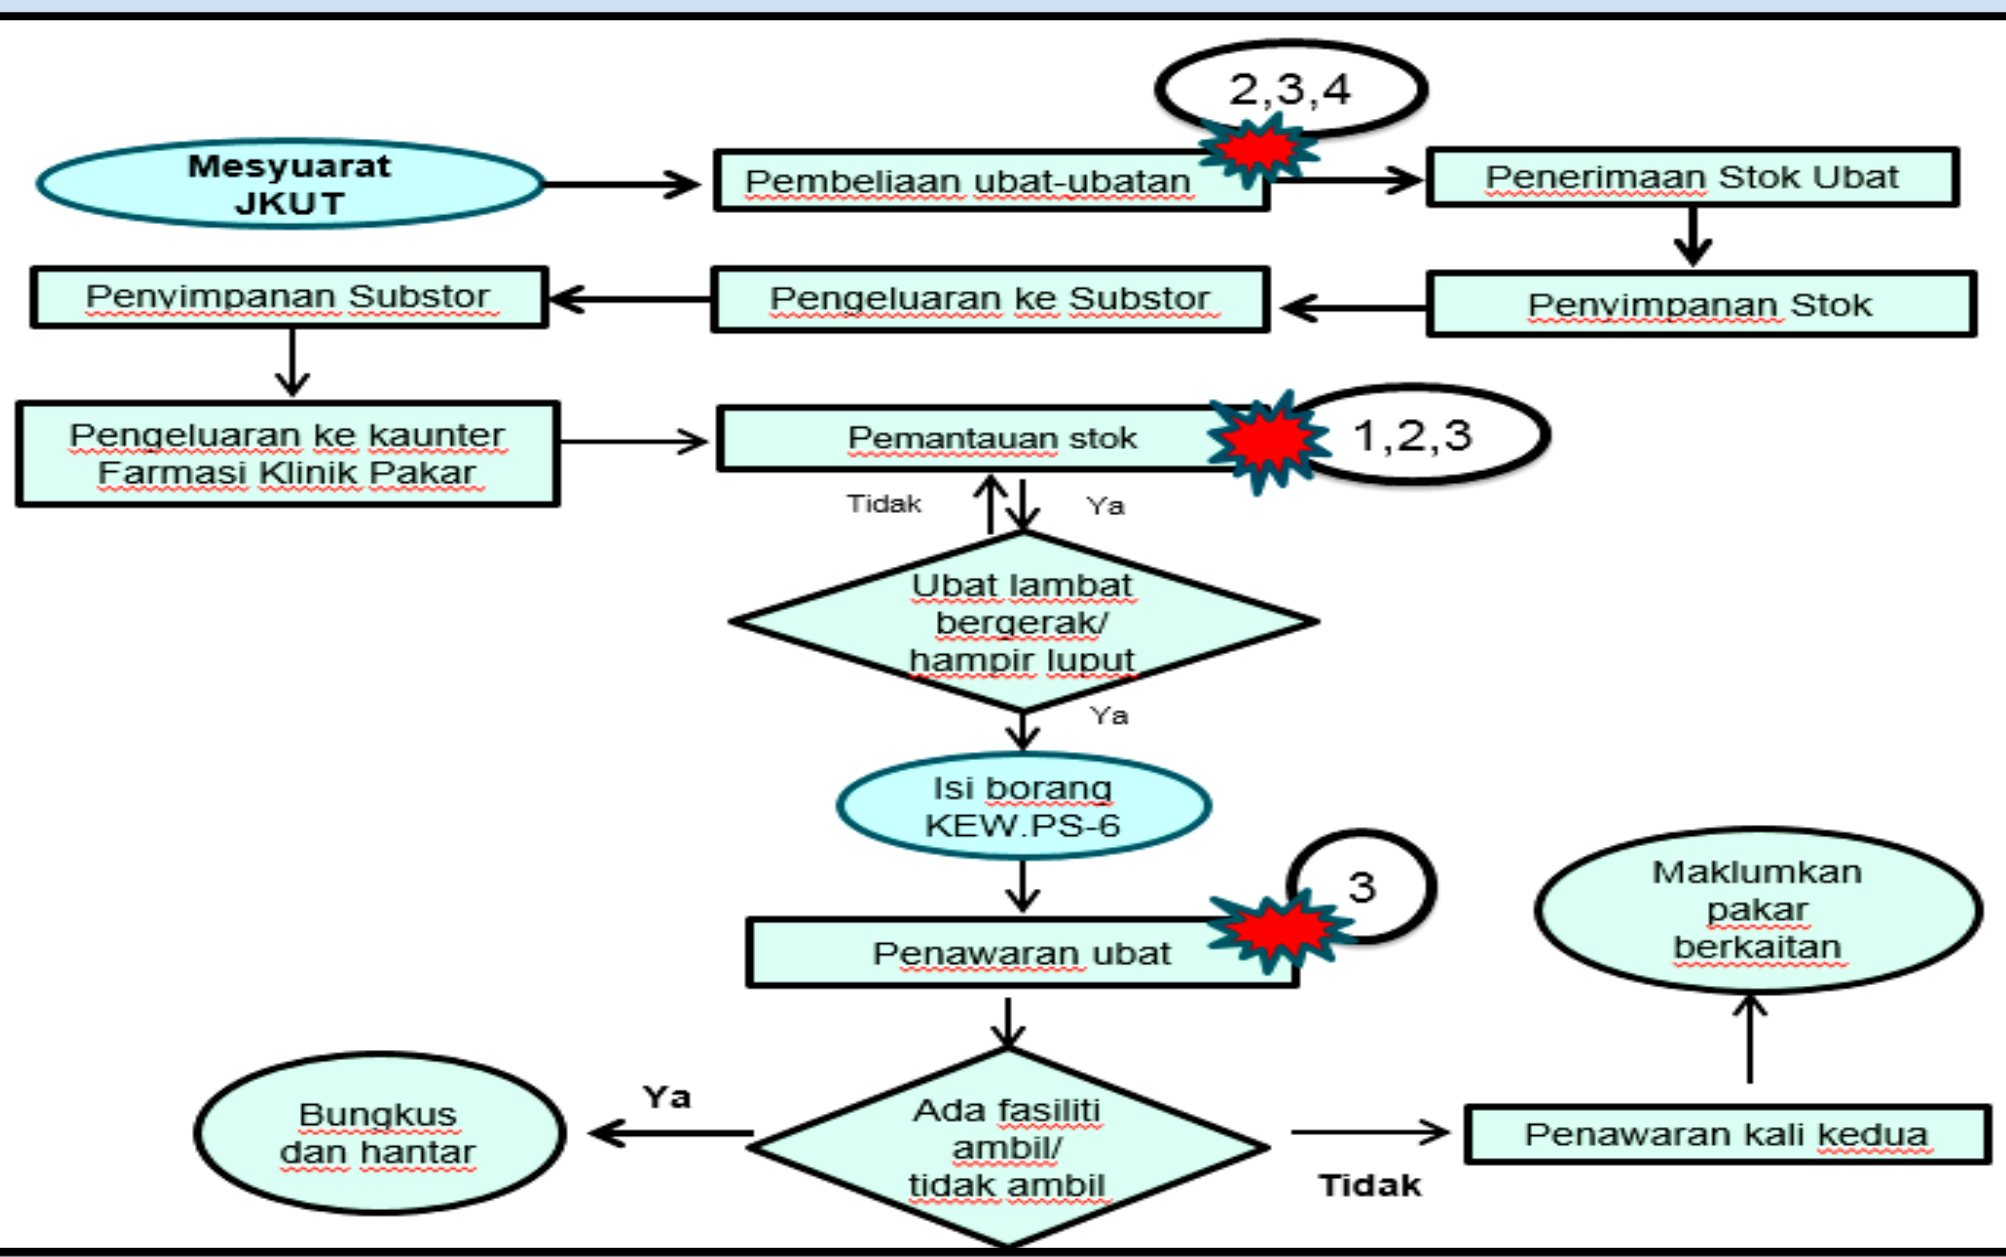 2,3,4
Mesyuarat
JKUT
Pembeliaan ubat-ubatan
Penerimaan Stok Ubat
Penyimpanan Substor
Pengeluaran ke Substor
Penyimpanan Stok
Pengeluaran ke kaunter
Farmasi Klinik Pakar
Pemantauan stok
1,2,3
Tidak
Ya
Ubat lambat
bergerak/
hampir luput
Ya
Isi borang
KEW.PS-6
3
Penawaran ubat
Maklumkan
pakar
berkaitan
Bungkus
dan hantar
Ya
Ada fasiliti
ambil/
tidak ambil
Tidak
Penawaran kali kedua